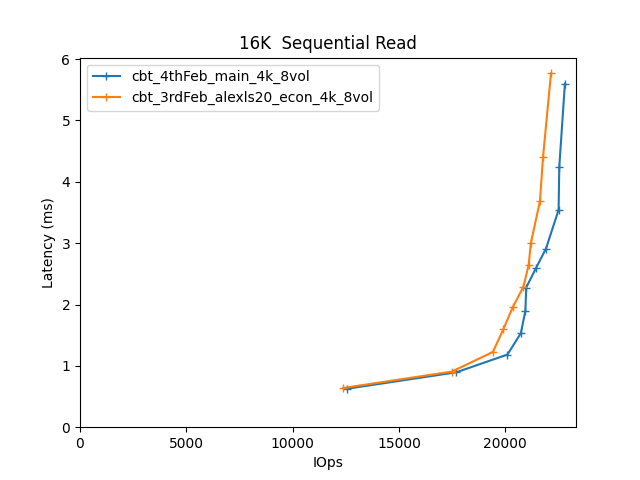 16K  Sequential Read
cbt_4thFeb_main_4k_8vol
cbt_3rdFeb_alexls20_econ_4k_8vol
6
5
4
3
2
1
0
Latency (ms)
0 5000 10000 15000 20000
IOps